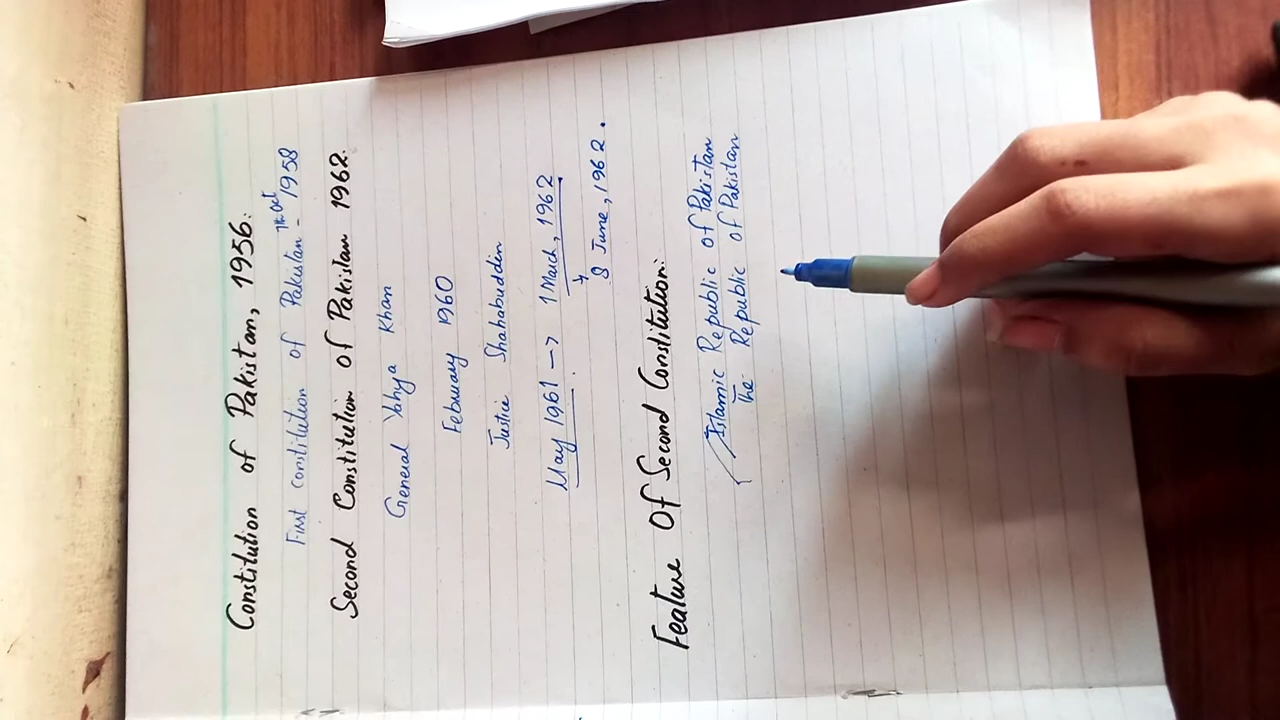 Constitution of Pakistan, 1956:
First constitution of Pakistan - 7th Oct 1958
Second Constitution of Pakistan 1962.
General Yahya Khan
February 1960
Justice Shahabuddin
May 1961 → 1 March, 1962
8 June, 1962.
Feature Of Second Constitution:
Islamic Republic of Pakistan
The Republic of Pakistan